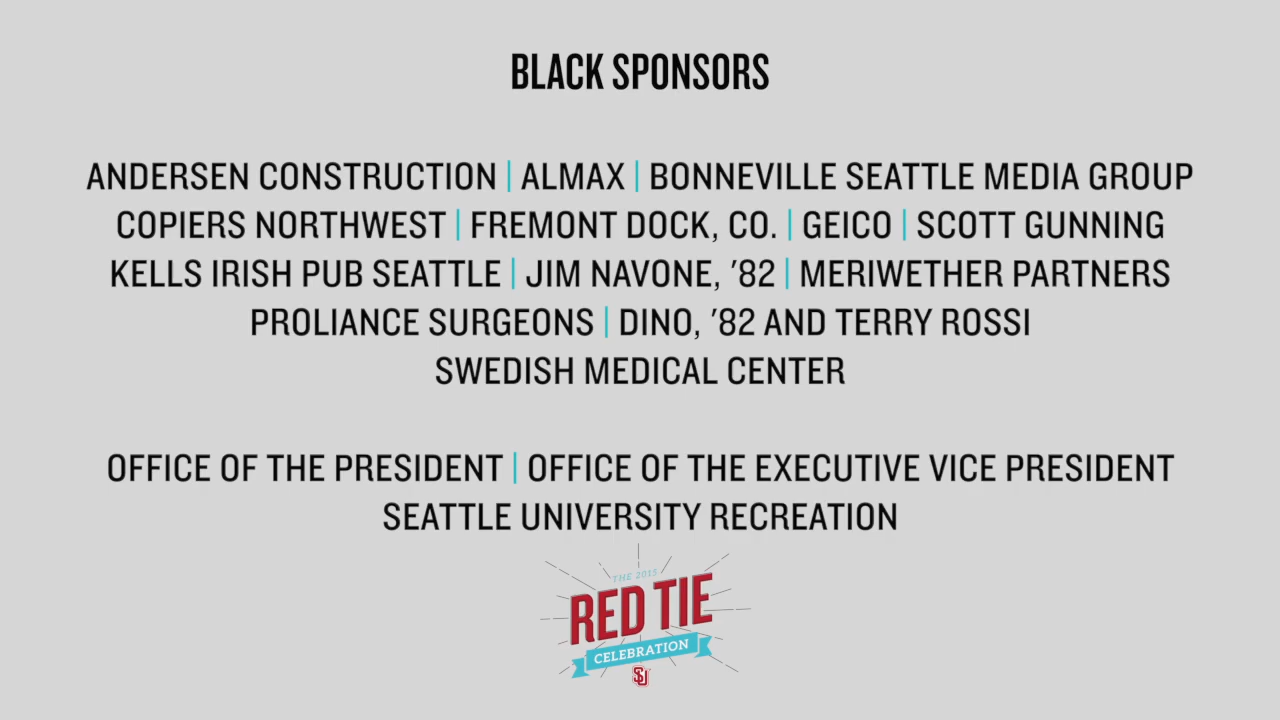 BLACK SPONSORS
ANDERSEN CONSTRUCTION | ALMAX | BONNEVILLE SEATTLE MEDIA GROUP
COPIERS NORTHWEST | FREMONT DOCK, CO. | GEICO | SCOTT GUNNING
KELLS IRISH PUB SEATTLE | JIM NAVONE, ’82 | MERIWETHER PARTNERS
PROLIANCE SURGEONS | DINO, ’82 AND TERRY ROSSI
SWEDISH MEDICAL CENTER
OFFICE OF THE PRESIDENT | OFFICE OF THE EXECUTIVE VICE PRESIDENT
SEATTLE UNIVERSITY RECREATION
THE 2015
RED TIE
CELEBRATION
SU